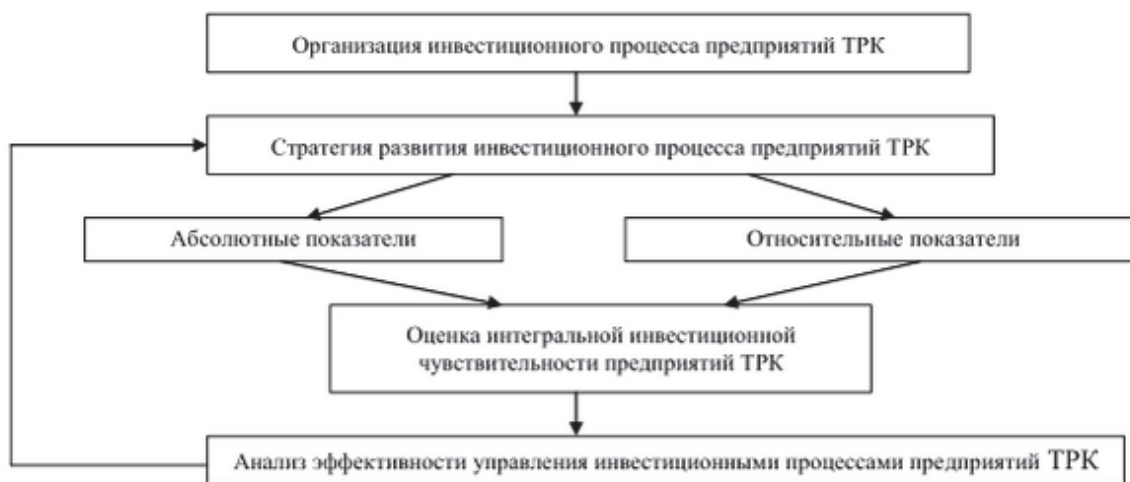 Организация инвестиционного процесса предприятий ТРК
Стратегия развития инвестиционного процесса предприятий ТРК
Абсолютные показатели
Относительные показатели
Оценка интегральной инвестиционной
чувствительности предприятий ТРК
Анализ эффективности управления инвестиционными процессами предприятий ТРК